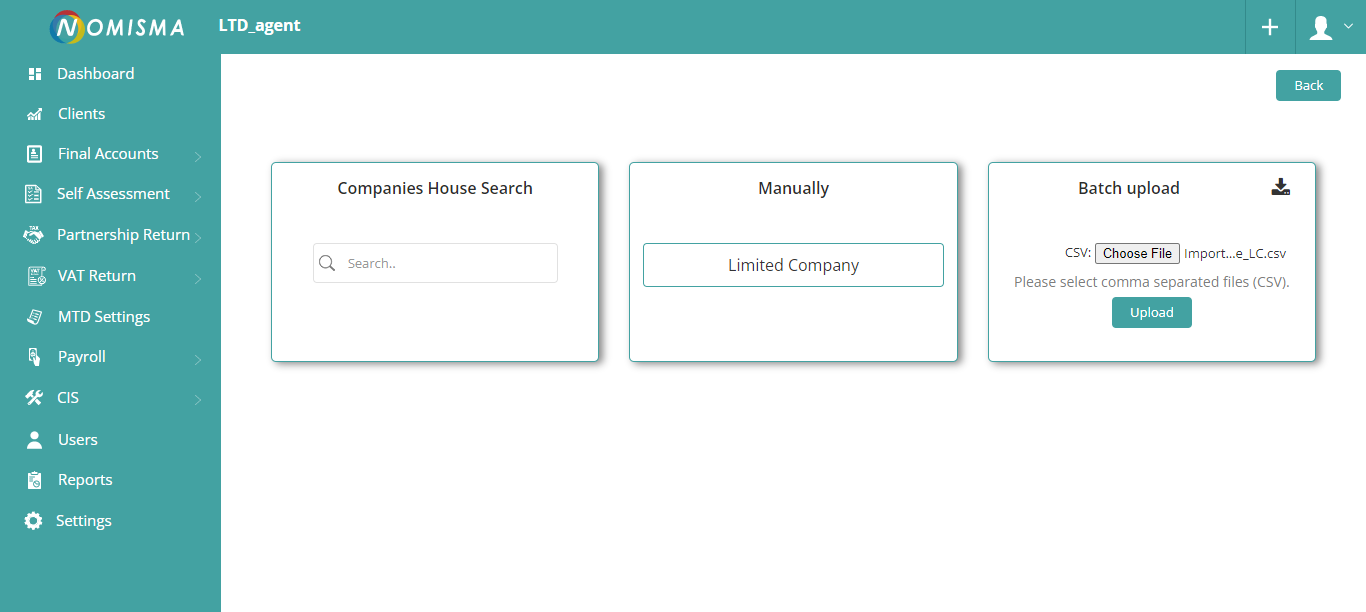 NOMISMA
LTD_agent
Dashboard
Clients
Final Accounts
Self Assessment
Partnership Return
VAT Return
MTD Settings
Payroll
CIS
Users
Reports
Settings
Back
Companies House Search
Search..
Manually
Limited Company
Batch upload
CSV: Choose File Import...e_LC.csv
Please select comma separated files (CSV).
Upload